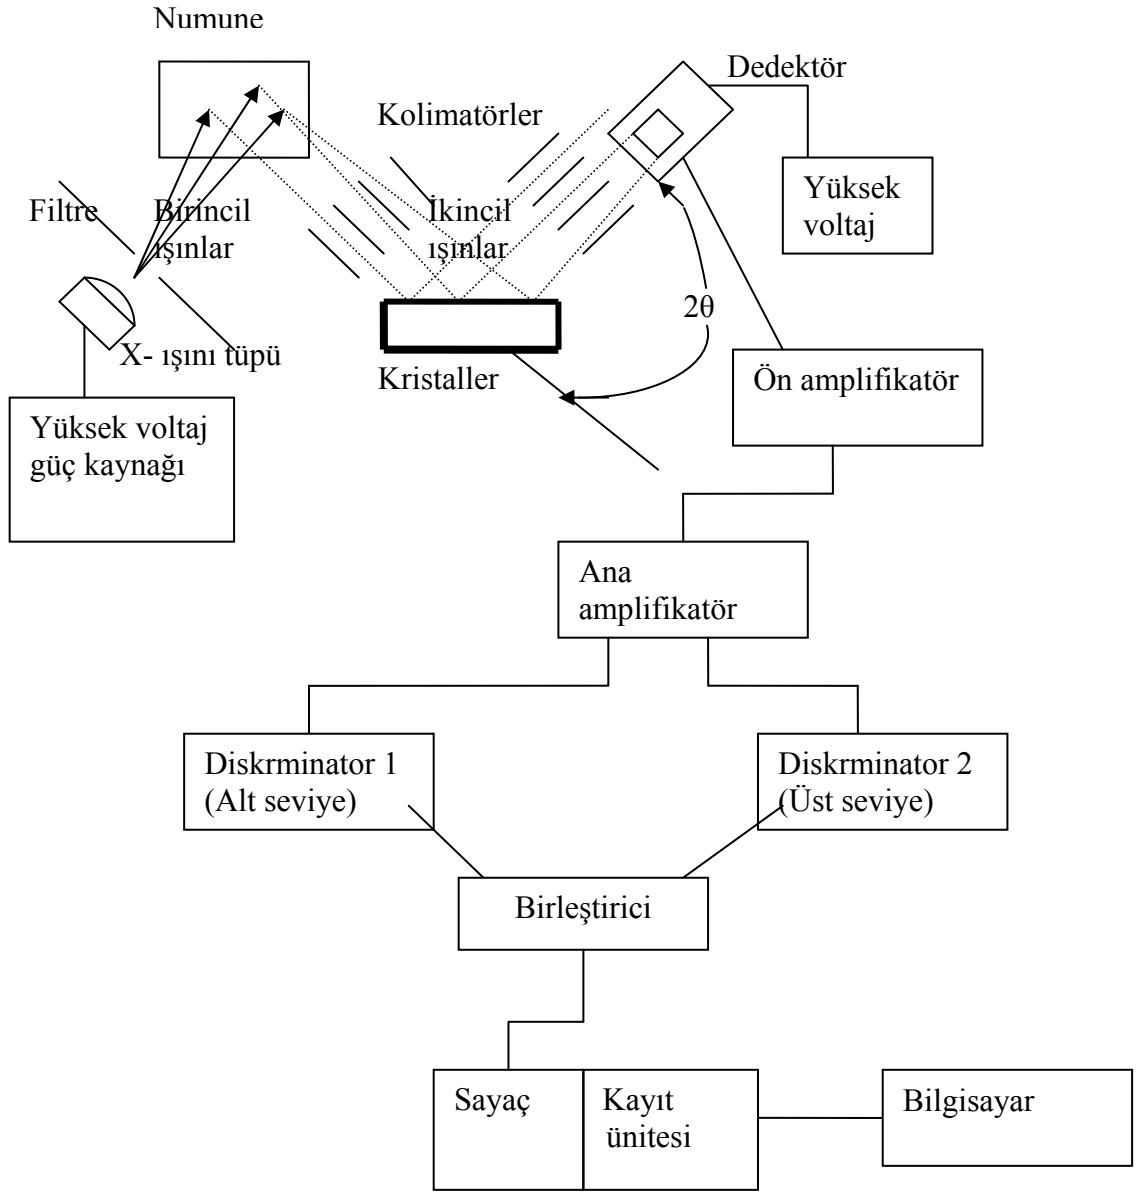 Numune
Dedektör
Kolimatörler
Yüksek
voltaj
Filtre
Birincil
ışınlar
İkincil
ışınlar
2θ
X- ışını tüpü
Kristaller
Ön amplifikatör
Yüksek voltaj
güç kaynağı
Ana
amplifikatör
Diskrminator 1
(Alt seviye)
Diskrminator 2
(Üst seviye)
Birleştirici
Sayaç
Kayıt
ünitesi
Bilgisayar